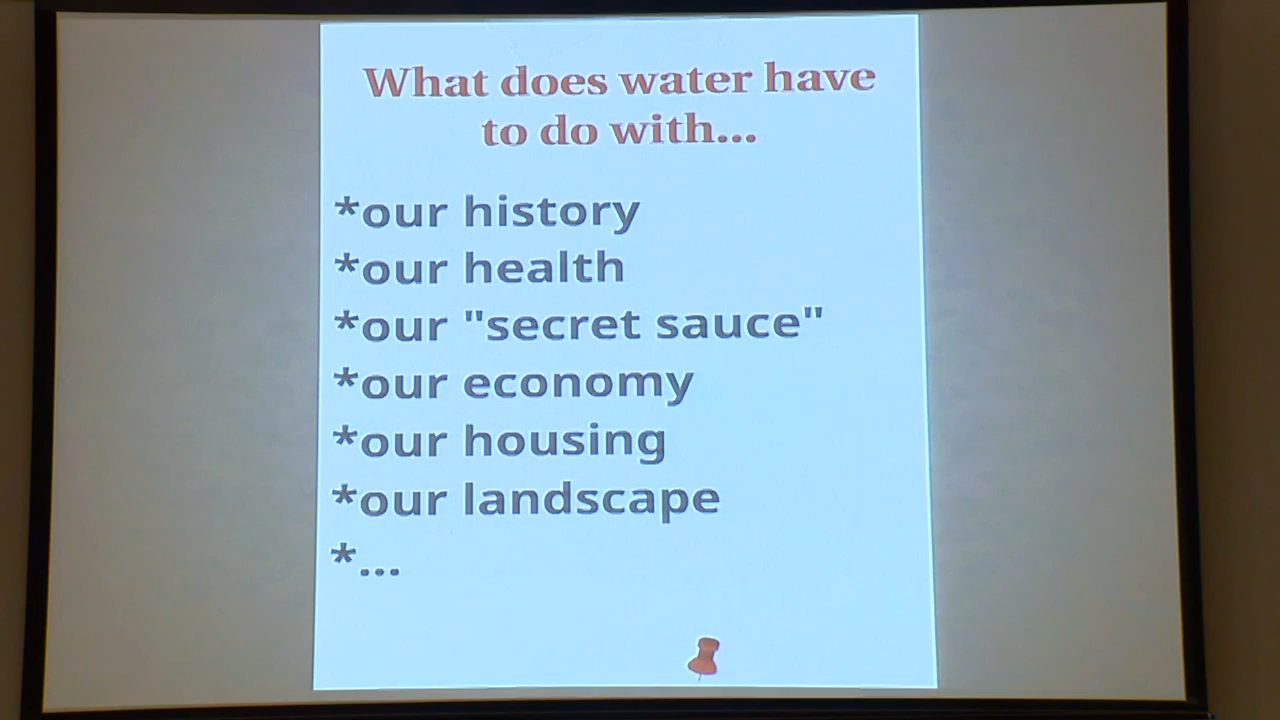 What does water have
to do with...
*our history
*our health
*our "secret sauce"
*our economy
*our housing
*our landscape
*...